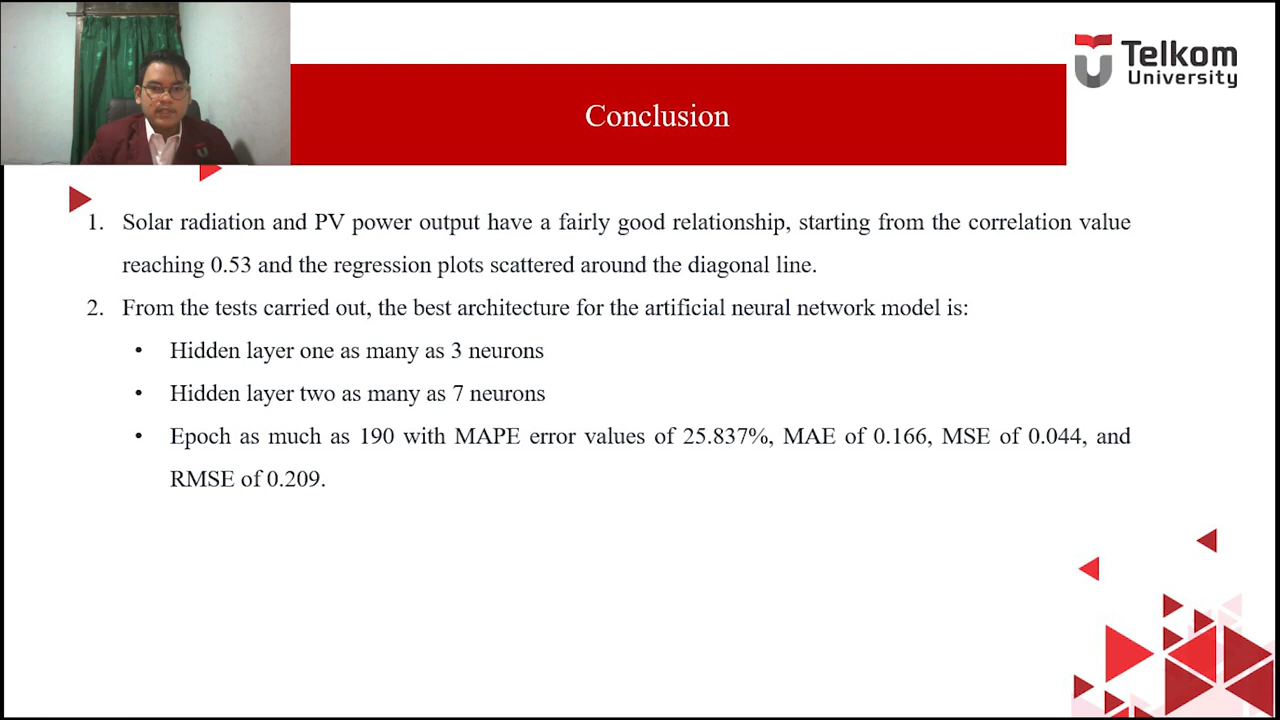 Telkom
University
Conclusion
1. Solar radiation and PV power output have a fairly good relationship, starting from the correlation value
reaching 0.53 and the regression plots scattered around the diagonal line.
2. From the tests carried out, the best architecture for the artificial neural network model is:
• Hidden layer one as many as 3 neurons
• Hidden layer two as many as 7 neurons
• Epoch as much as 190 with MAPE error values of 25.837%, MAE of 0.166, MSE of 0.044, and
RMSE of 0.209.